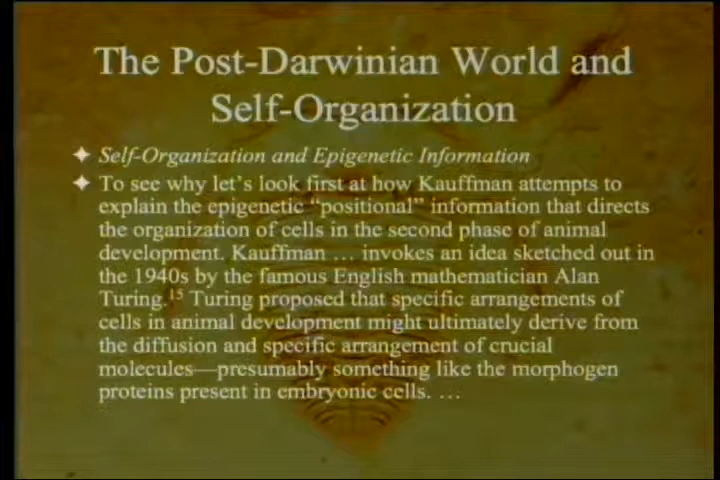 The Post-Darwinian World and
Self-Organization
Self-Organization and Epigenetic Information
To see why let's look first at how Kauffman attempts to
explain the epigenetic “positional” information that directs
the organization of cells in the second phase of animal
development. Kauffman … invokes an idea sketched out in
the 1940s by the famous English mathematician Alan
Turing.15 Turing proposed that specific arrangements of
cells in animal development might ultimately derive from
the diffusion and specific arrangement of crucial
molecules—presumably something like the morphogen
proteins present in embryonic cells. …